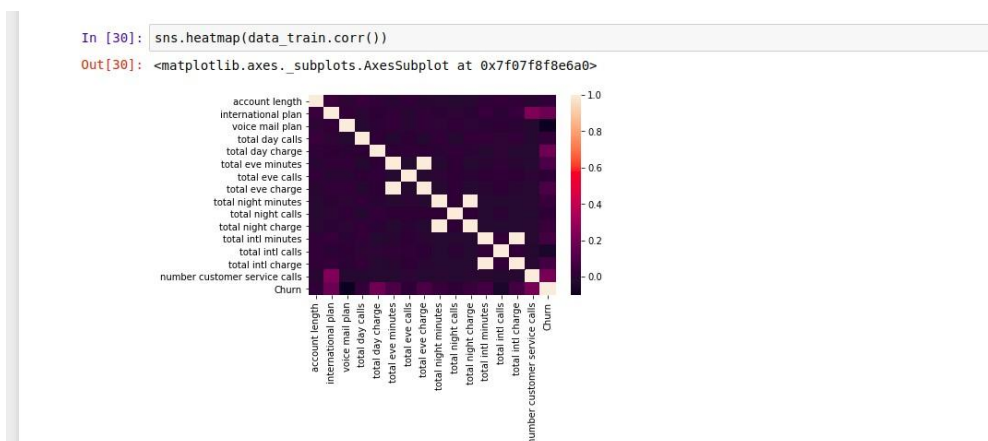 In [30]: sns.heatmap(data_train.corr())
Out[30]: <matplotlib.axes._subplots.AxesSubplot at 0x7f07f8f8e6a0>
account length
international plan
voice mail plan
total day calls
total day charge
total eve minutes
total eve calls
total eve charge
total night minutes
total night calls
total night charge
total intl minutes
total intl calls
total intl charge
number customer service calls
Churn
1.0
0.8
0.6
0.4
0.2
0.0
account length
international plan
voice mail plan
total day calls
total day charge
total eve minutes
total eve calls
total eve charge
total night minutes
total night calls
total night charge
total intl minutes
total intl calls
total intl charge
number customer service calls
Churn